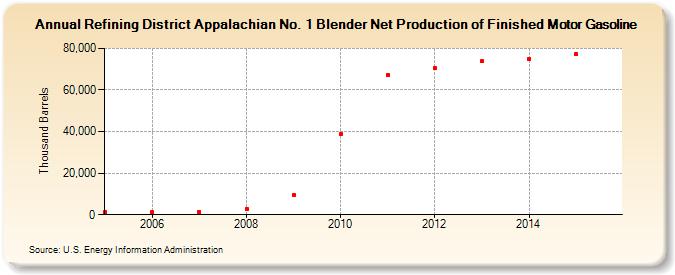 Annual Refining District Appalachian No. 1 Blender Net Production of Finished Motor Gasoline
Thousand Barrels
80,000
60,000
40,000
20,000
0
2006 2008 2010 2012 2014
Source: U.S. Energy Information Administration